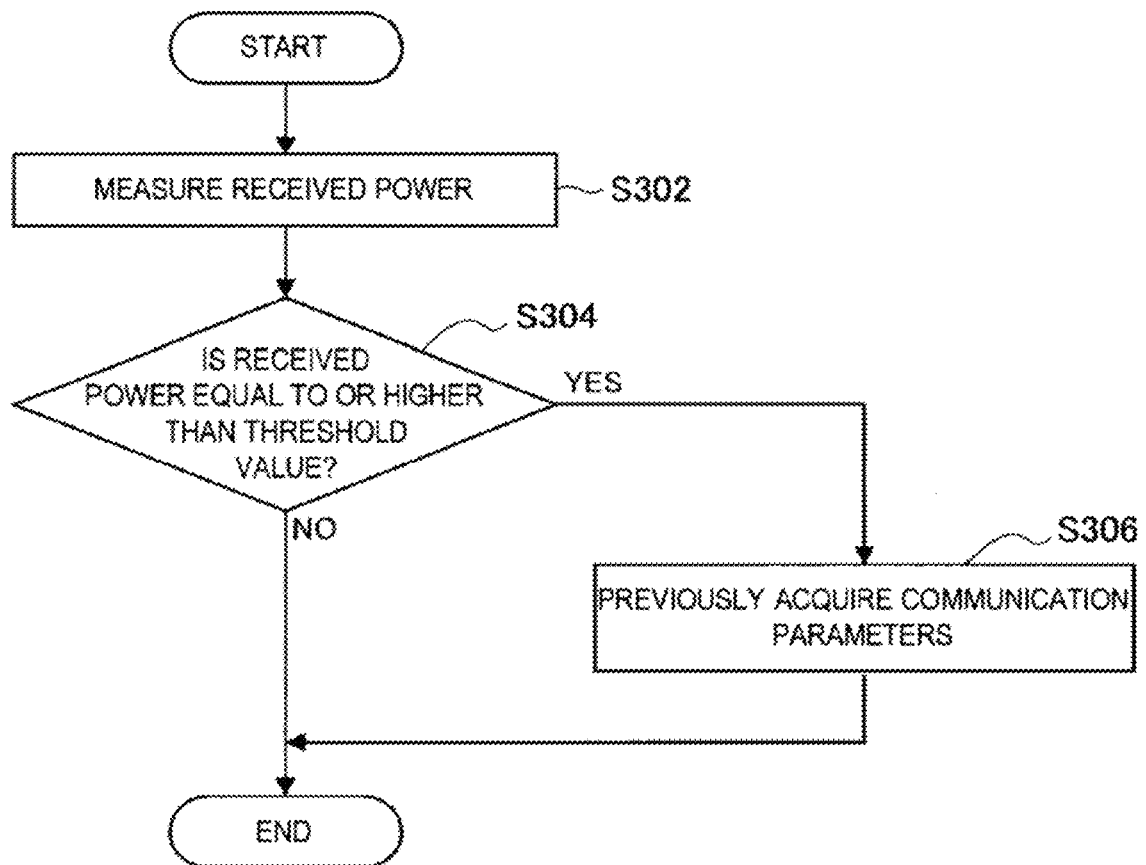 START
MEASURE RECEIVED POWER
S302
S304
IS RECEIVED
POWER EQUAL TO OR HIGHER
THAN THRESHOLD
VALUE?
YES
NO
S306
PREVIOUSLY ACQUIRE COMMUNICATION
PARAMETERS
END